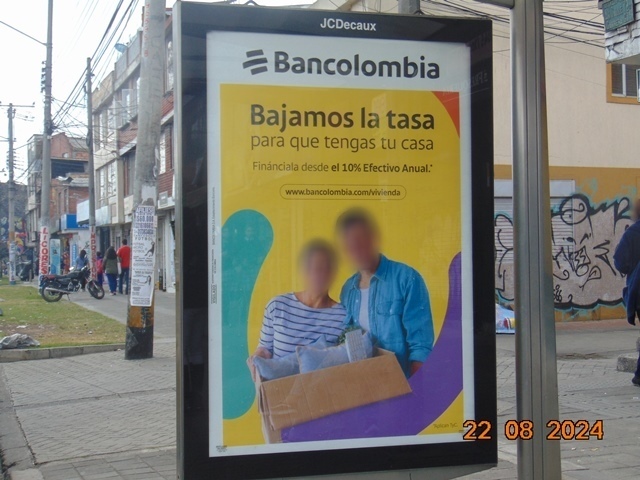 JCDecaux
Bancolombia
Bajamos la tasa
para que tengas tu casa
Fináncíala desde el 10% Efectivo Anual.*
www.bancolombia.com/vivienda
LICORES
22 08 2024